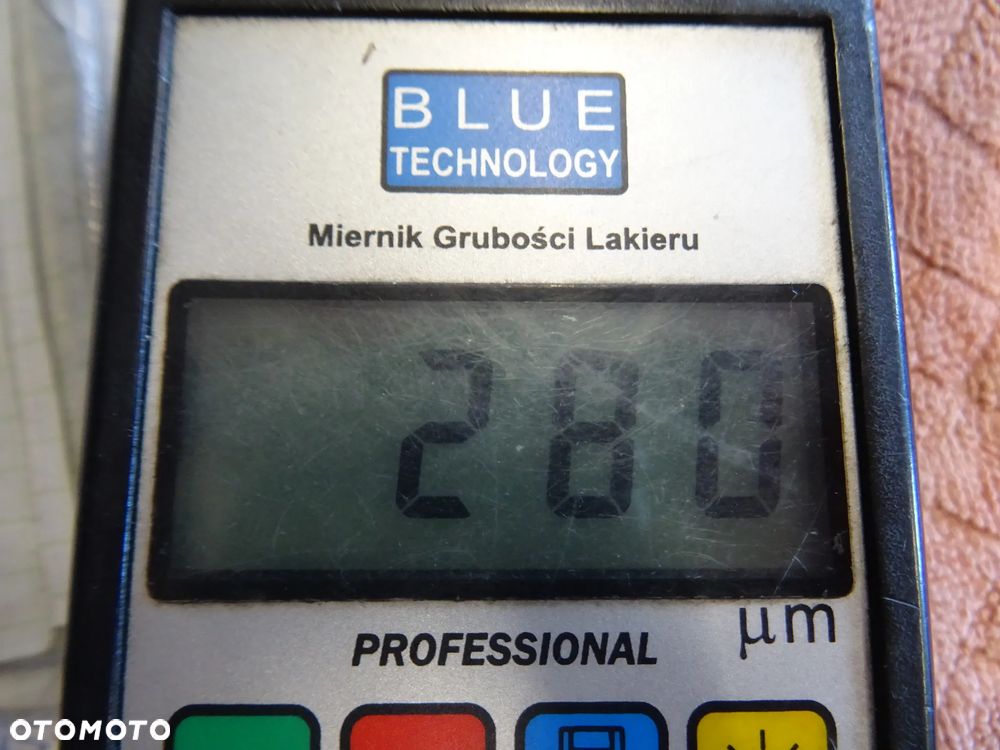 BLUE
TECHNOLOGY
Miernik Grubości Lakieru
280
µm
PROFESSIONAL
OTOMOTO